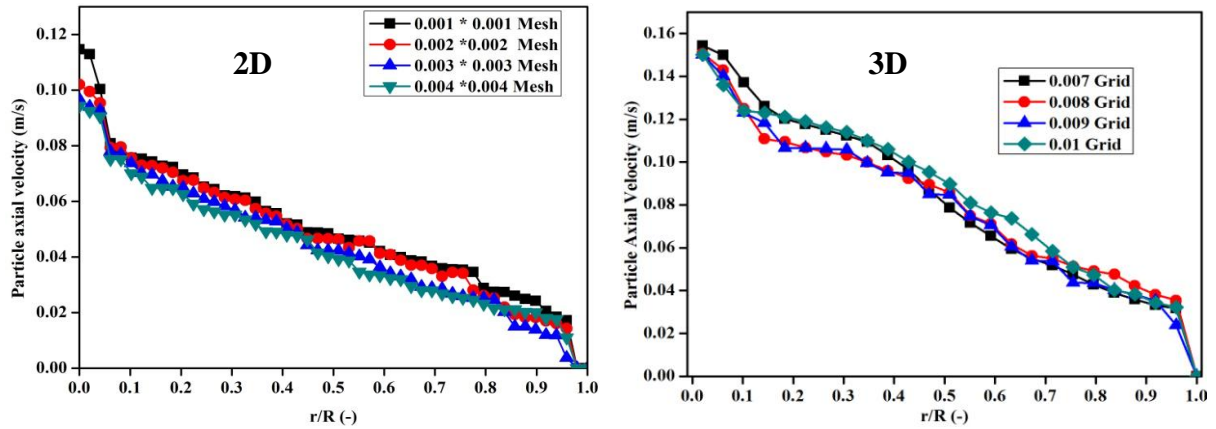 2D
0.001 * 0.001 Mesh
0.002 *0.002 Mesh
0.003 * 0.003 Mesh
0.004 *0.004 Mesh
Particle axial velocity (m/s)
0.12
0.10
0.08
0.06
0.04
0.02
0.00
0.0 0.1 0.2 0.3 0.4 0.5 0.6 0.7 0.8 0.9 1.0
r/R (-)
3D
0.007 Grid
0.008 Grid
0.009 Grid
0.01 Grid
Particle Axial Velocity (m/s)
0.16
0.14
0.12
0.10
0.08
0.06
0.04
0.02
0.00
0.0 0.1 0.2 0.3 0.4 0.5 0.6 0.7 0.8 0.9 1.0
r/R (-)